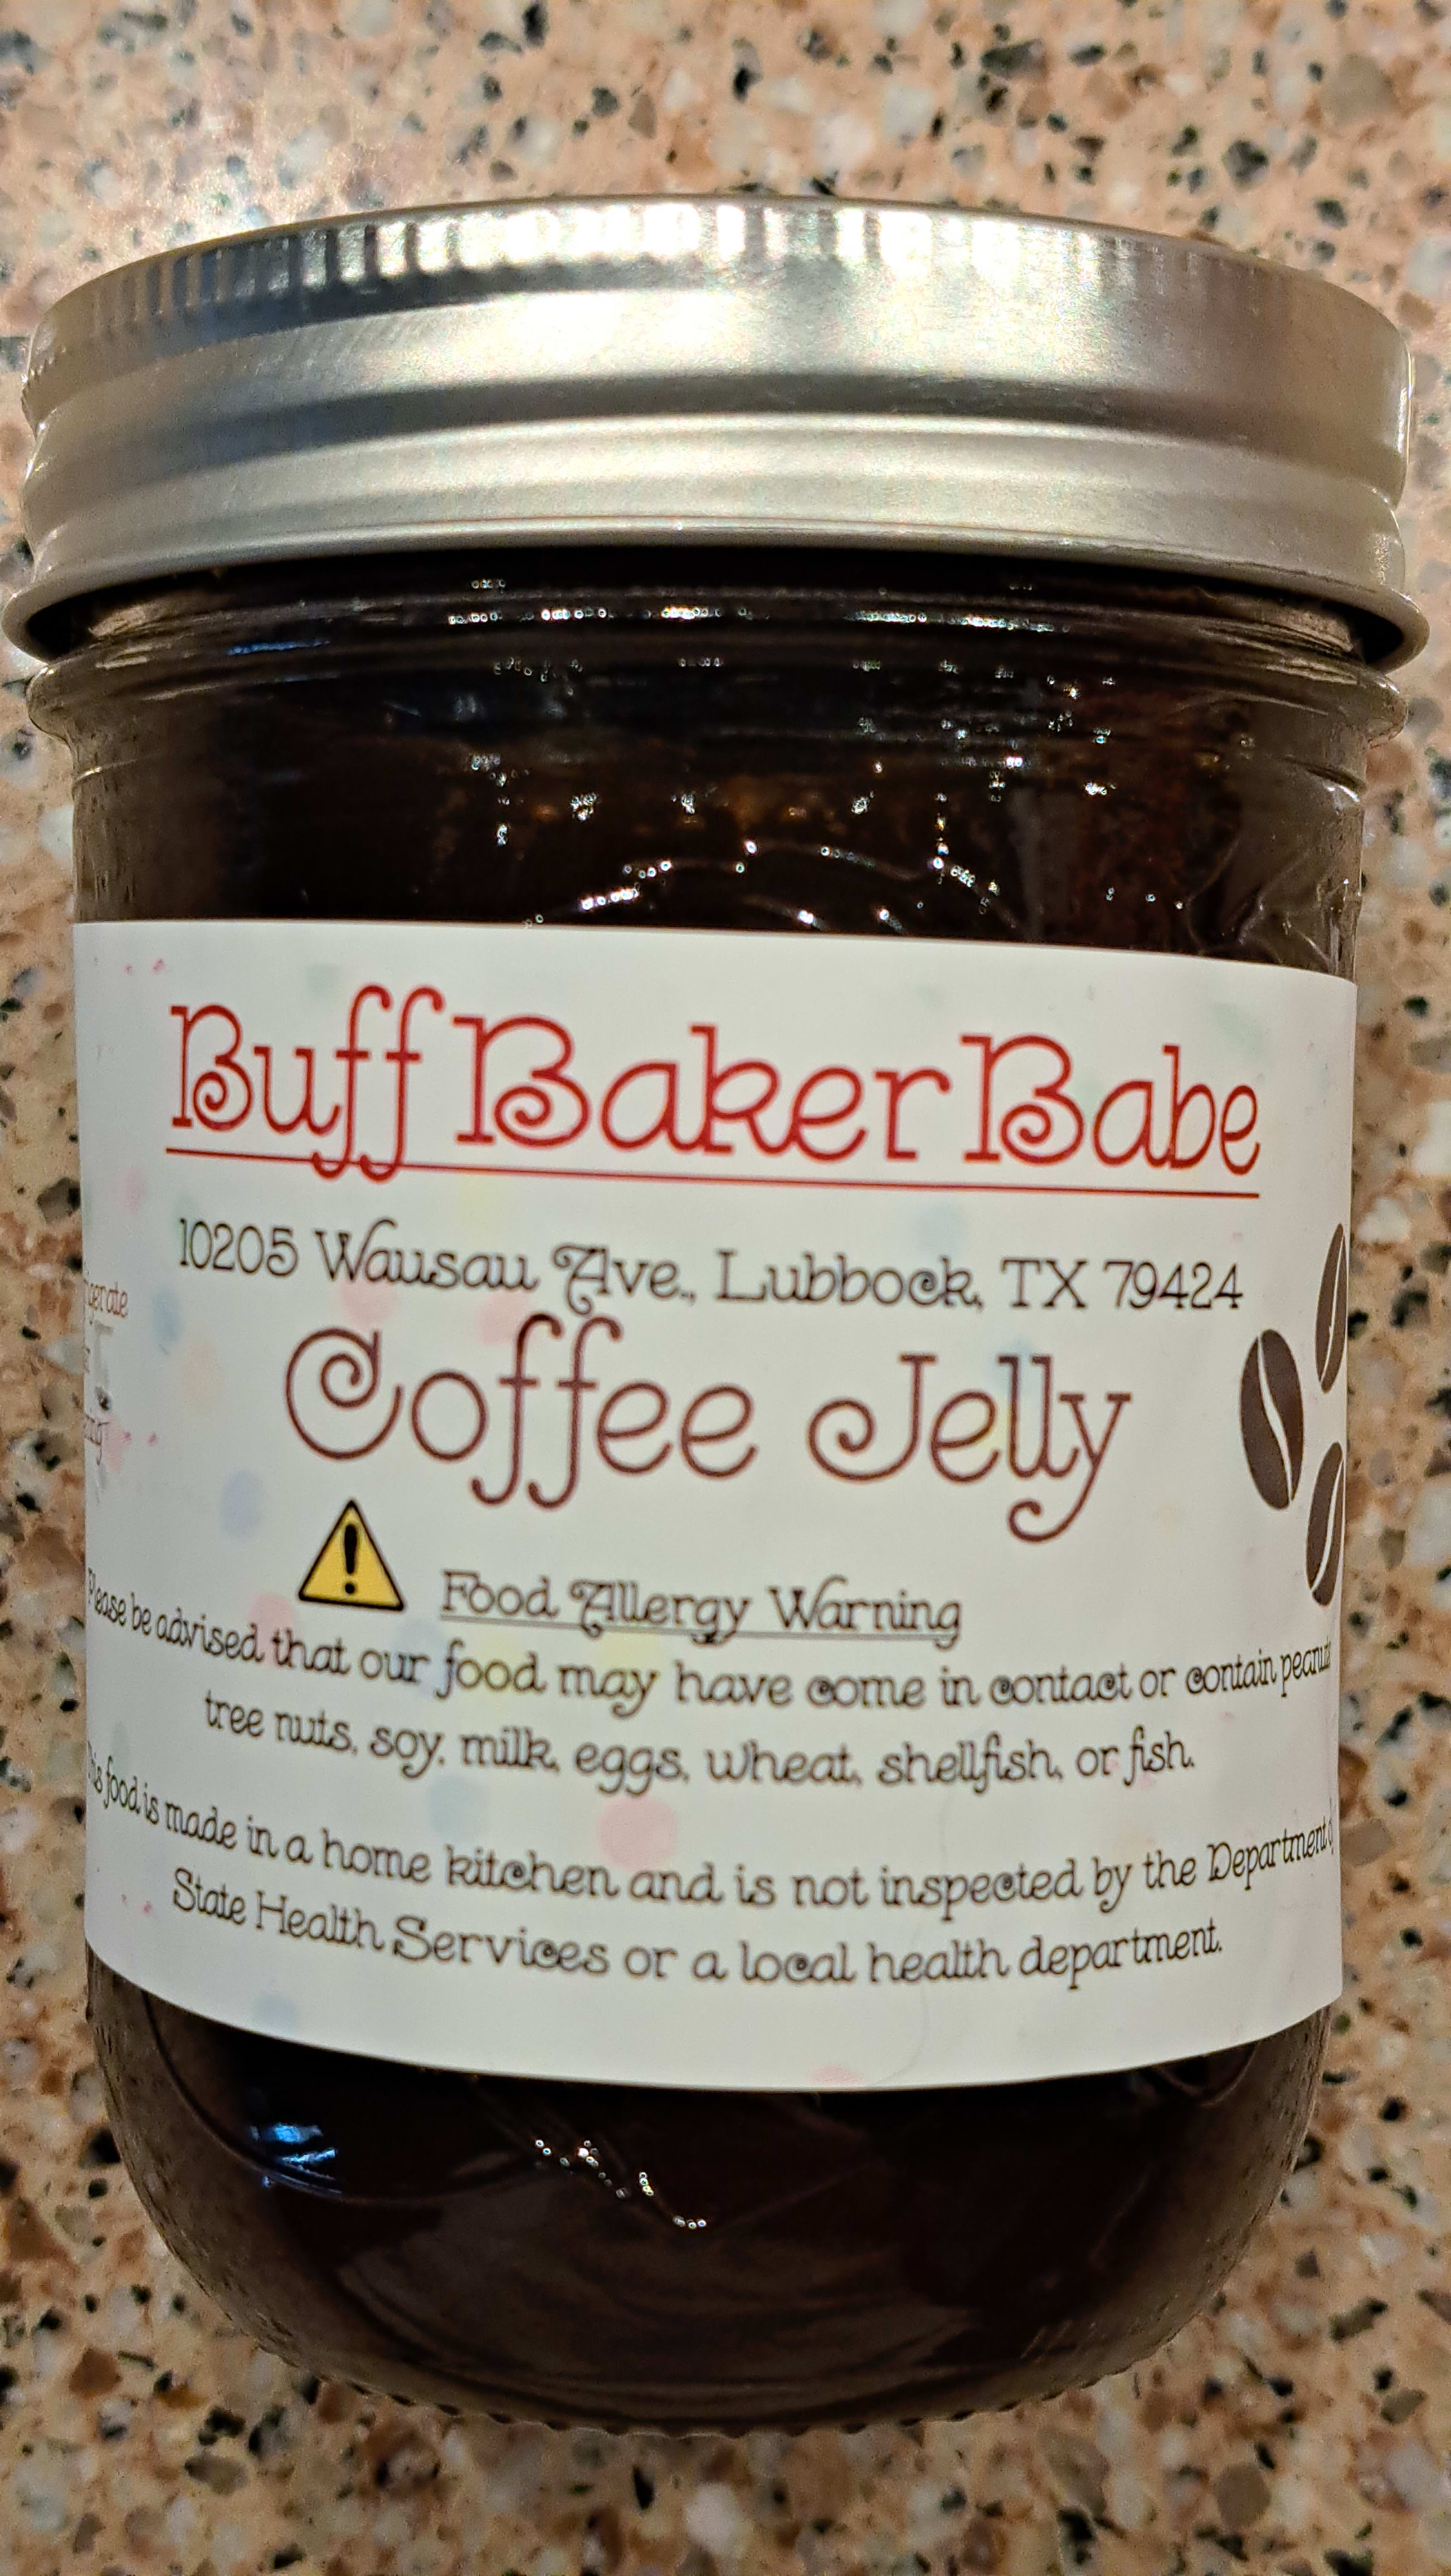 Buff Baker Babe
10205 Wausau Ave., Lubbock, TX 79424
Coffee Jelly
Food Allergy Warning
Please be advised that our food may have come in contact or contain peanuts
tree nuts, soy, milk, eggs, wheat, shellfish, or fish.
This food is made in a home kitchen and is not inspected by the Department of
State Health Services or a local health department.